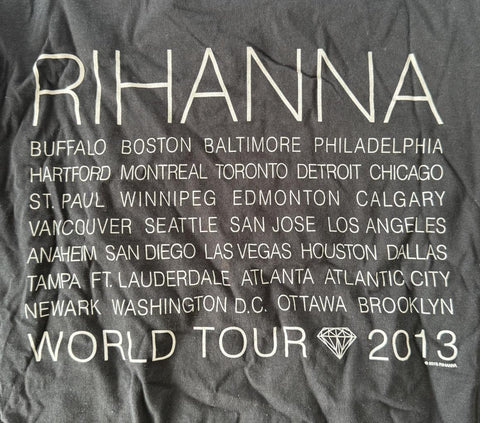 RIHANNA
BUFFALO BOSTON BALTIMORE PHILADELPHIA
HARTFORD MONTREAL TORONTO DETROIT CHICAGO
ST. PAUL WINNIPEG EDMONTON CALGARY
VANCOUVER SEATTLE SAN JOSE LOS ANGELES
ANAHEIM SAN DIEGO LAS VEGAS HOUSTON DALLAS
TAMPA FT. LAUDERDALE ATLANTA ATLANTIC CITY
NEWARK WASHINGTON D.C. OTTAWA BROOKLYN
WORLD TOUR 2013
© 2013 RIHANNA